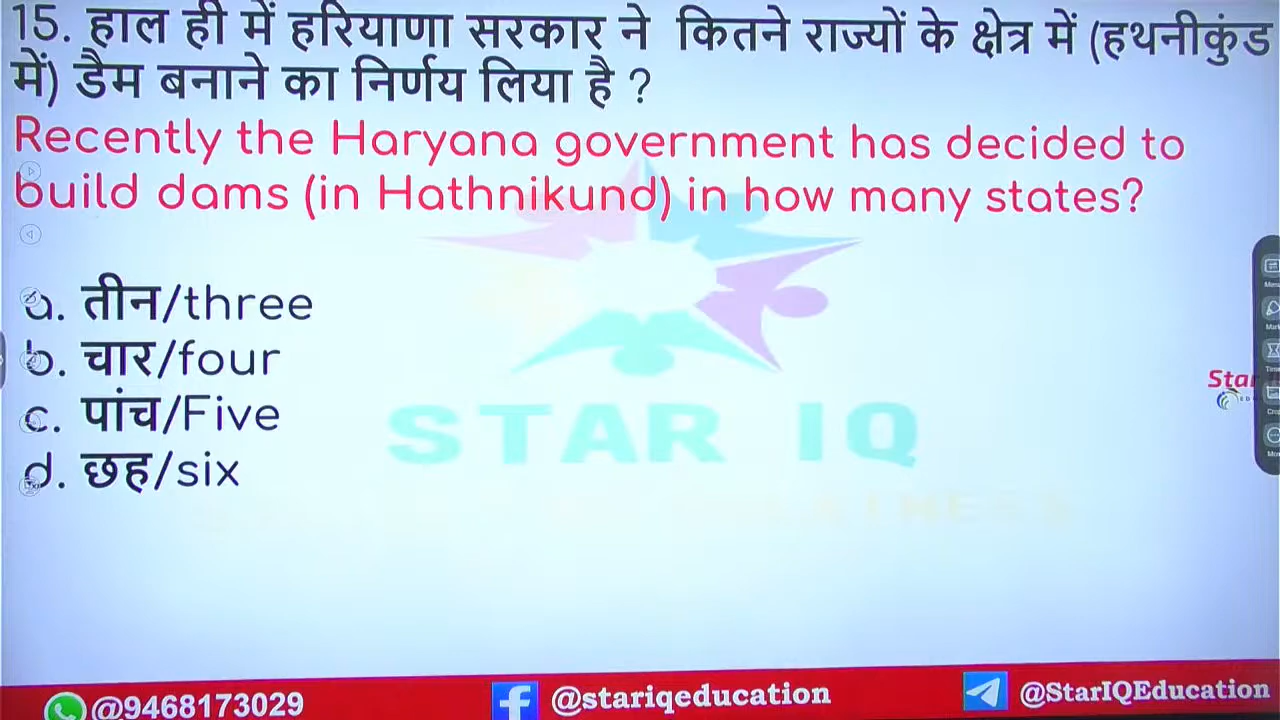 15. हाल ही में हरियाणा सरकार ने कितने राज्यों के क्षेत्र में (हथनीकुंड
में) डैम बनाने का निर्णय लिया है ?
Recently the Haryana government has decided to
build dams (in Hathnikund) in how many states?
a. तीन/three
b. चार/four
c. पांच/Five
d. छह/six
Star
STAR IQ
@9468173029
@stariqeducation
@StarIQEducation